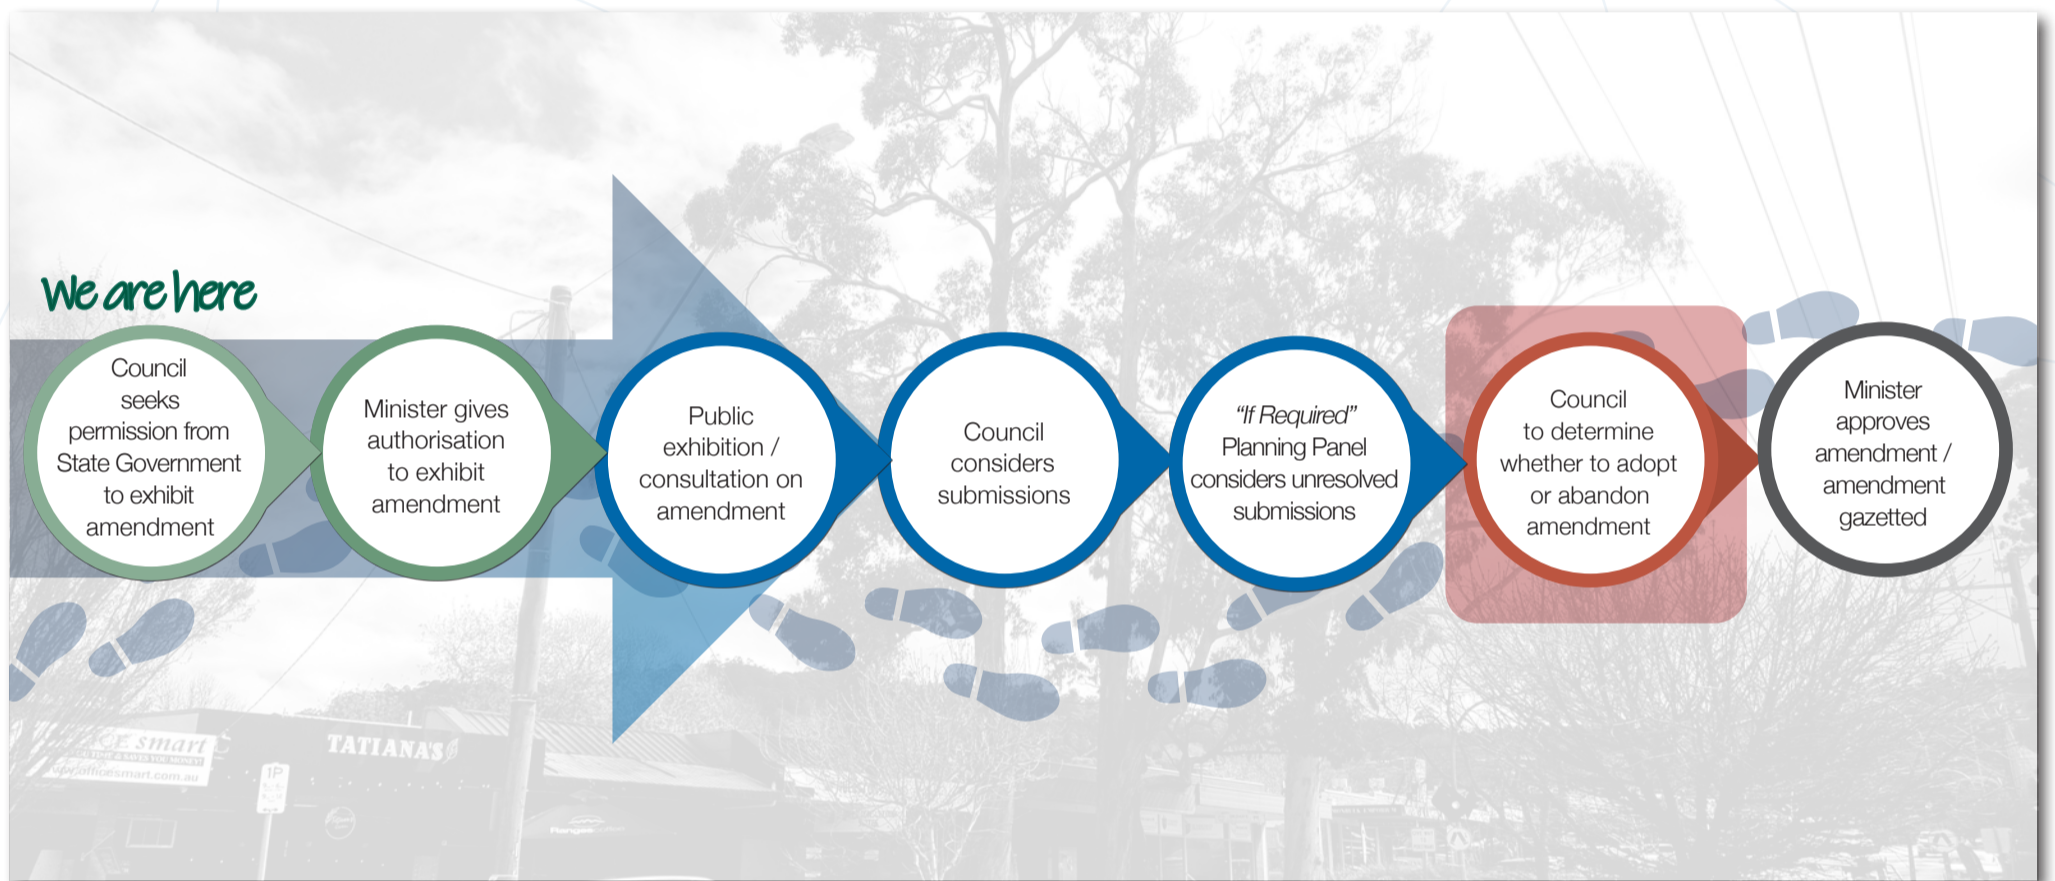 We are here
Council
seeks
permission from
State Government
to exhibit
amendment
Minister gives
authorisation
to exhibit
amendment
Public
exhibition /
consultation on
amendment
Council
considers
submissions
“If Required”
Planning Panel
considers unresolved
submissions
Council
to determine
whether to adopt
or abandon
amendment
Minister
approves
amendment /
amendment
gazetted
smart
TATIANA'S
1P